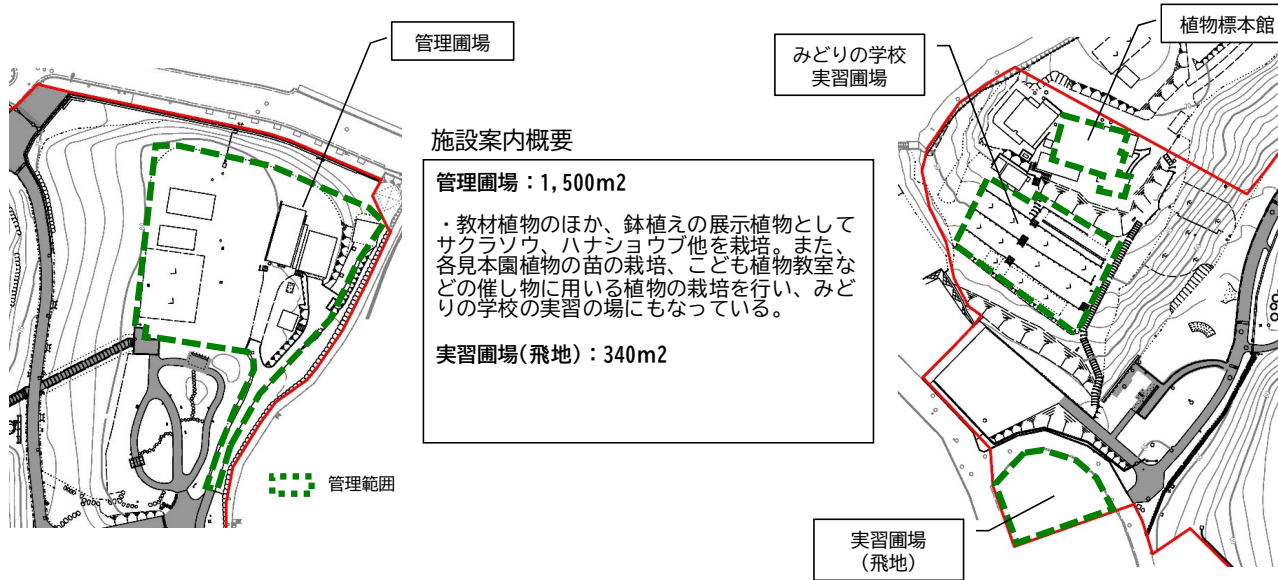 管理圃場
みどりの学校
実習圃場
植物標本館
施設案内概要
管理圃場：1,500m2
・教材植物のほか、鉢植えの展示植物として
サクラソウ、ハナショウブ他を栽培。また、
各見本園植物の苗の栽培、こども植物教室な
どの催し物に用いる植物の栽培を行い、みど
りの学校の実習の場にもなっている。
実習圃場(飛地)：340m2
管理範囲
実習圃場
（飛地）